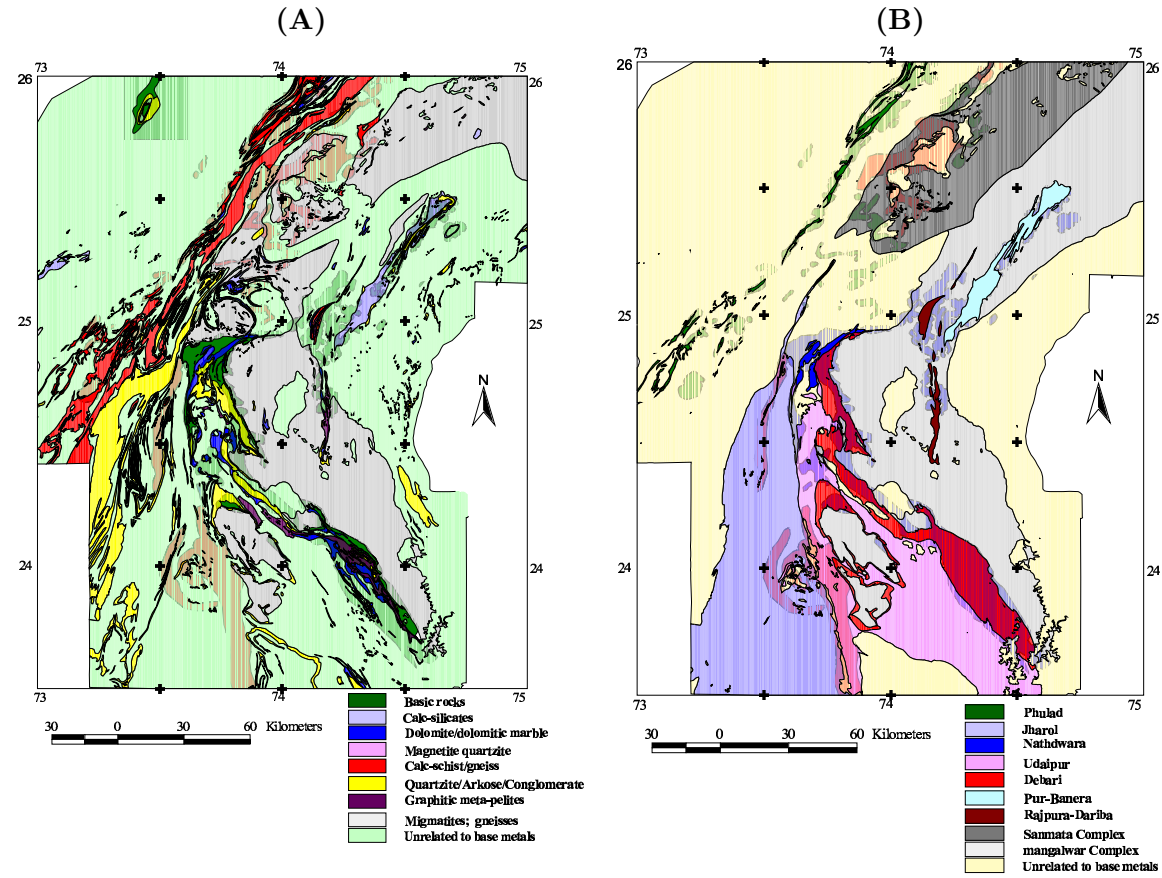 (A)
73
74
75
26
26
25
25
24
24
73
74
75
N
Basic rocks
Calc-silicates
Dolomite/dolomitic marble
Magnetite quartzite
Calc-schist/gneiss
Quartzite/Arkose/Conglomerate
Graphitic meta-pelites
Migmatites; gneisses
Unrelated to base metals
30 0 30 60 Kilometers
(B)
73
74
75
26
26
25
25
24
24
73
74
75
N
Phulad
Jharol
Nathdwara
Udaipur
Debari
Pur-Banera
Rajpura-Dariba
Sanmata Complex
mangalwar Complex
Unrelated to base metals
30 0 30 60 Kilometers